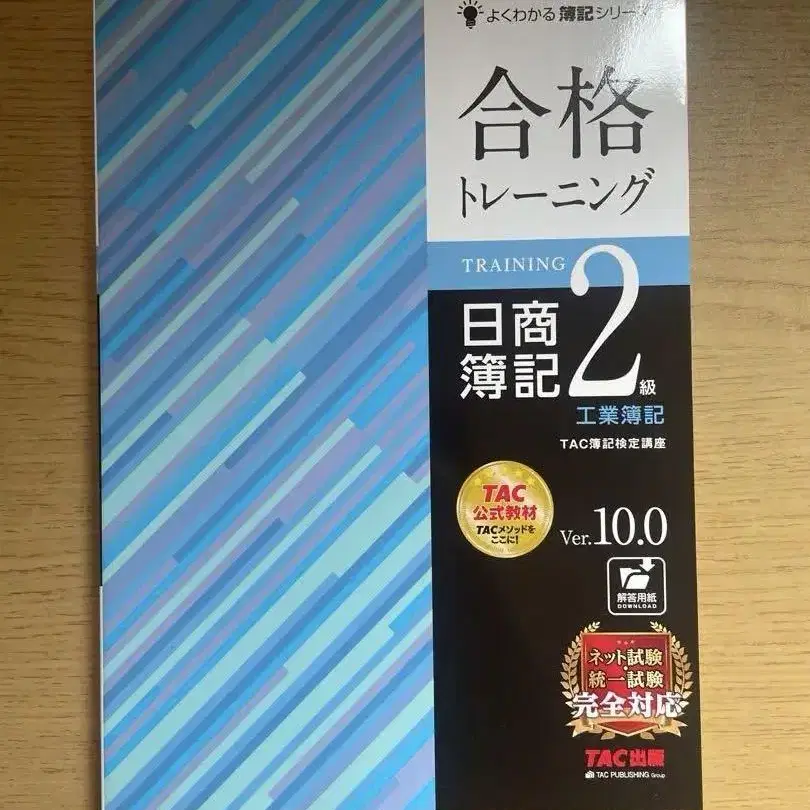 よくわかる簿記シリーズ
合格
トレーニング
TRAINING
日商
簿記
2級
工業簿記
TAC簿記検定講座
TAC
公式教材
TACメソッドを
ここに!
Ver.10.0
解答用紙
DOWNLOAD
ネット試験
統一試験
完全対応
TAC出版
TAC PUBLISHING Group